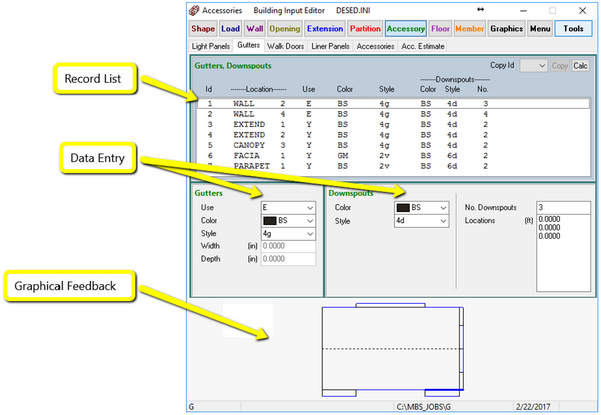 Accessories Building Input Editor DESED.INI
Shape Load Wall Opening Extension Partition Accessory Floor Member Graphics Menu Tools
Light Panels Gutters Walk Doors Liner Panels Accessories Acc. Estimate
Gutters, Downspouts Copy Id Copy Calc
-----Downspouts-----
Id -------Location------ Use Color Style Color Style No.
1 WALL 2 E BS 4g BS 4d 3
2 WALL 4 E BS 4g BS 4d 4
3 EXTEND 1 Y BS 4g BS 4d 2
4 EXTEND 2 Y BS 4g BS 4d 2
5 CANOPY 3 Y BS 4g BS 4d 2
6 FACIA 1 Y GM 2v BS 6d 2
PARAPET 1 Y BS 2v BS 6d 2
Record List
Data Entry
Graphical Feedback
Gutters
Use E
Color BS
Style 4g
Width (in) 0.0000
Depth (in) 0.0000
Downspouts
Color BS
Style 4d
No. Downspouts 3
Locations (ft) 0.0000
0.0000
0.0000
G C:\MBS_JOBS\G 2/22/2017